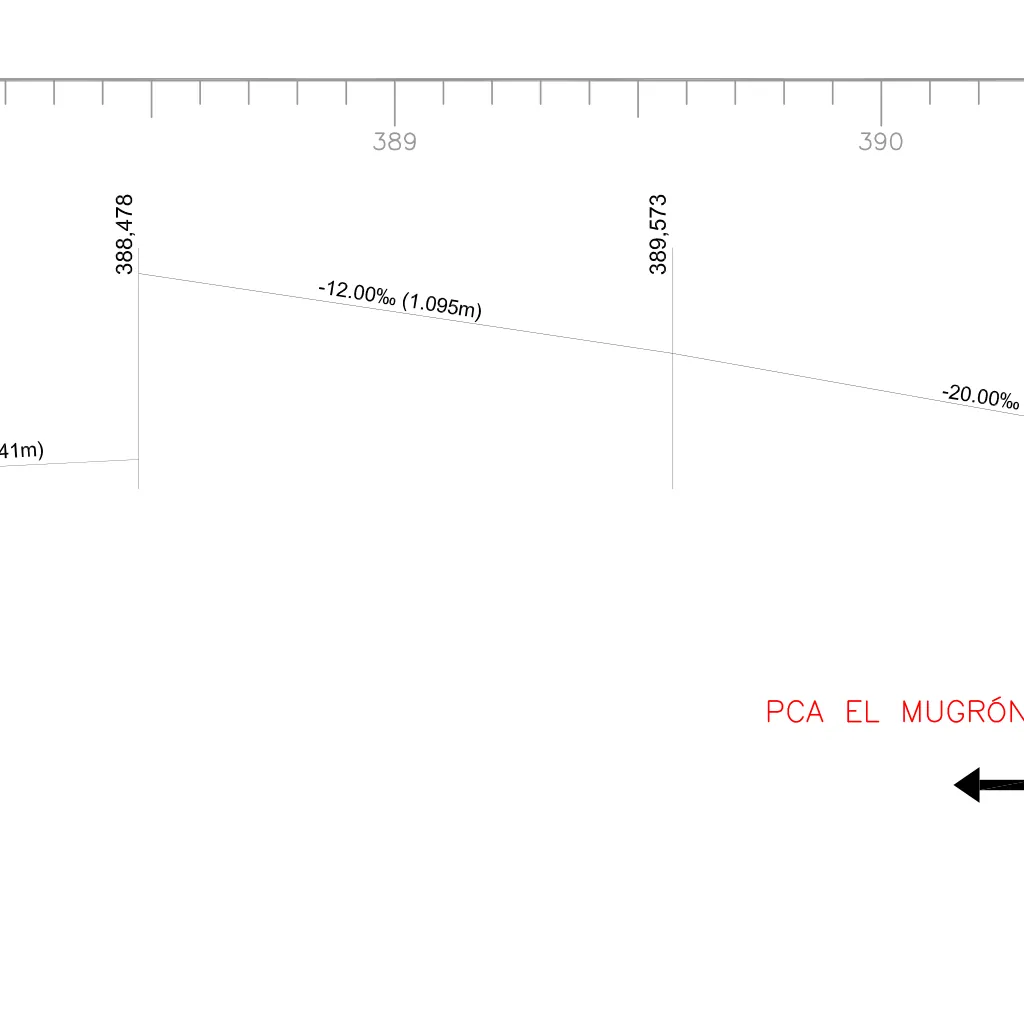 389
390
388,478
389,573
-12.00‰ (1.095m)
-20.00‰
41m)
PCA EL MUGRÓN